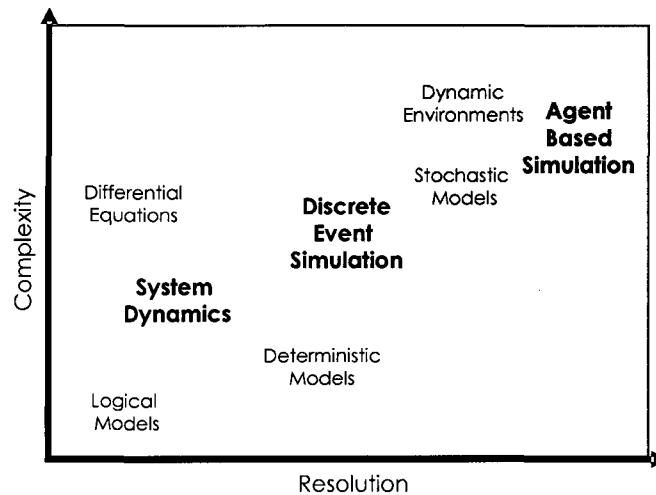 Complexity
Dynamic
Environments
Agent
Based
Simulation
Stochastic
Models
Differential
Equations
Discrete
Event
Simulation
System
Dynamics
Deterministic
Models
Logical
Models
Resolution